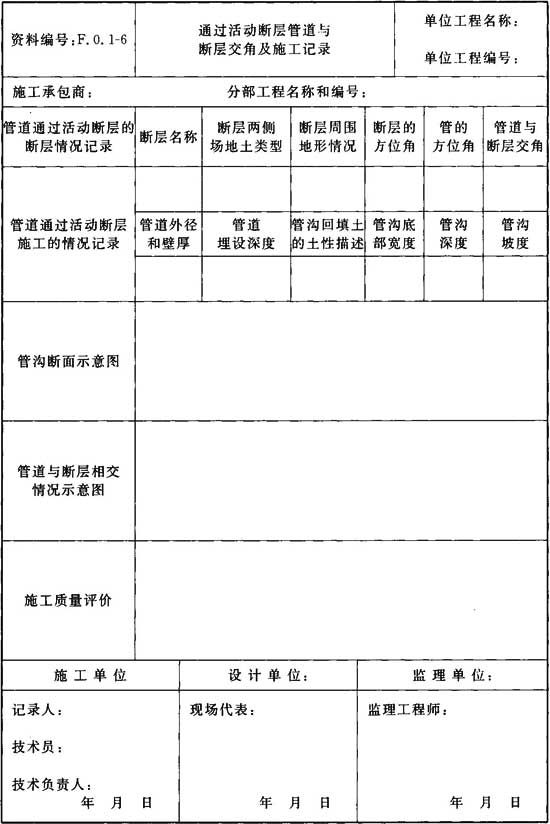 资料编号:F.0.1-6
通过活动断层管道与
断层交角及施工记录
单位工程名称:
单位工程编号:
施工承包商:
分部工程名称和编号:
管道通过活动断层的
断层情况记录
断层名称
断层两侧
场地土类型
断层周围
地形情况
断层的
方位角
管的
方位角
管道与
断层交角
管道通过活动断层
施工的情况记录
管道外径
和壁厚
管道
埋设深度
管沟回填土
的土性描述
管沟底
部宽度
管沟
深度
管沟
坡度
管沟断面示意图
管道与断层相交
情况示意图
施工质量评价
施工单位
设计单位:
监理单位:
记录人:
技术员:
技术负责人:
年 月 日
现场代表:
年 月 日
监理工程师:
年 月 日